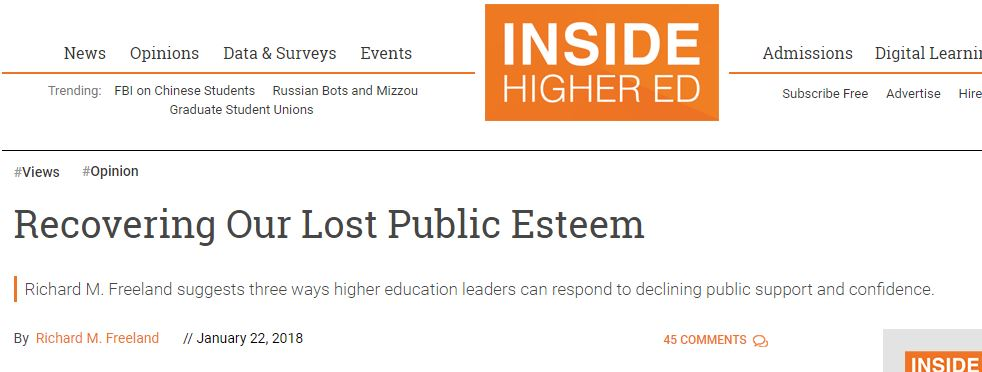 News Opinions Data & Surveys Events
INSIDE
HIGHER ED
Admissions Digital Learnin
Trending: FBI on Chinese Students Russian Bots and Mizzou
Graduate Student Unions
Subscribe Free Advertise Hire
#Views #Opinion
Recovering Our Lost Public Esteem
Richard M. Freeland suggests three ways higher education leaders can respond to declining public support and confidence.
By Richard M. Freeland // January 22, 2018
45 COMMENTS
INSIDE